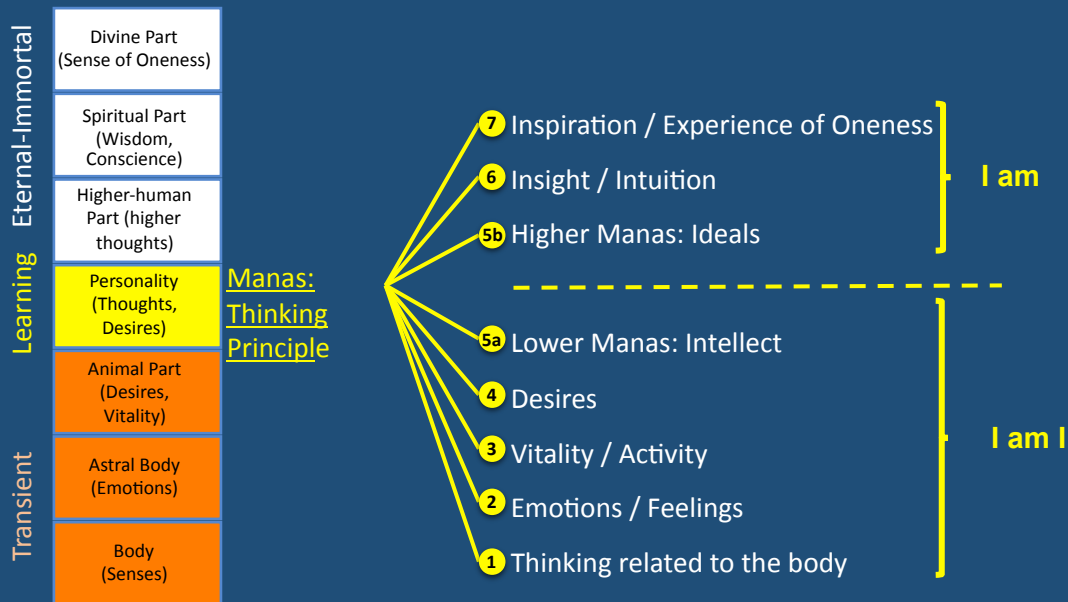 Eternal-Immortal
Learning
Transient
Divine Part
(Sense of Oneness)
Spiritual Part
(Wisdom,
Conscience)
Higher-human
Part (higher
thoughts)
Personality
(Thoughts,
Desires)
Animal Part
(Desires,
Vitality)
Astral Body
(Emotions)
Body
(Senses)
Manas:
Thinking
Principle
7 Inspiration / Experience of Oneness
6 Insight / Intuition
5b Higher Manas: Ideals
5a Lower Manas: Intellect
4 Desires
3 Vitality / Activity
2 Emotions / Feelings
1 Thinking related to the body
I am
I am I